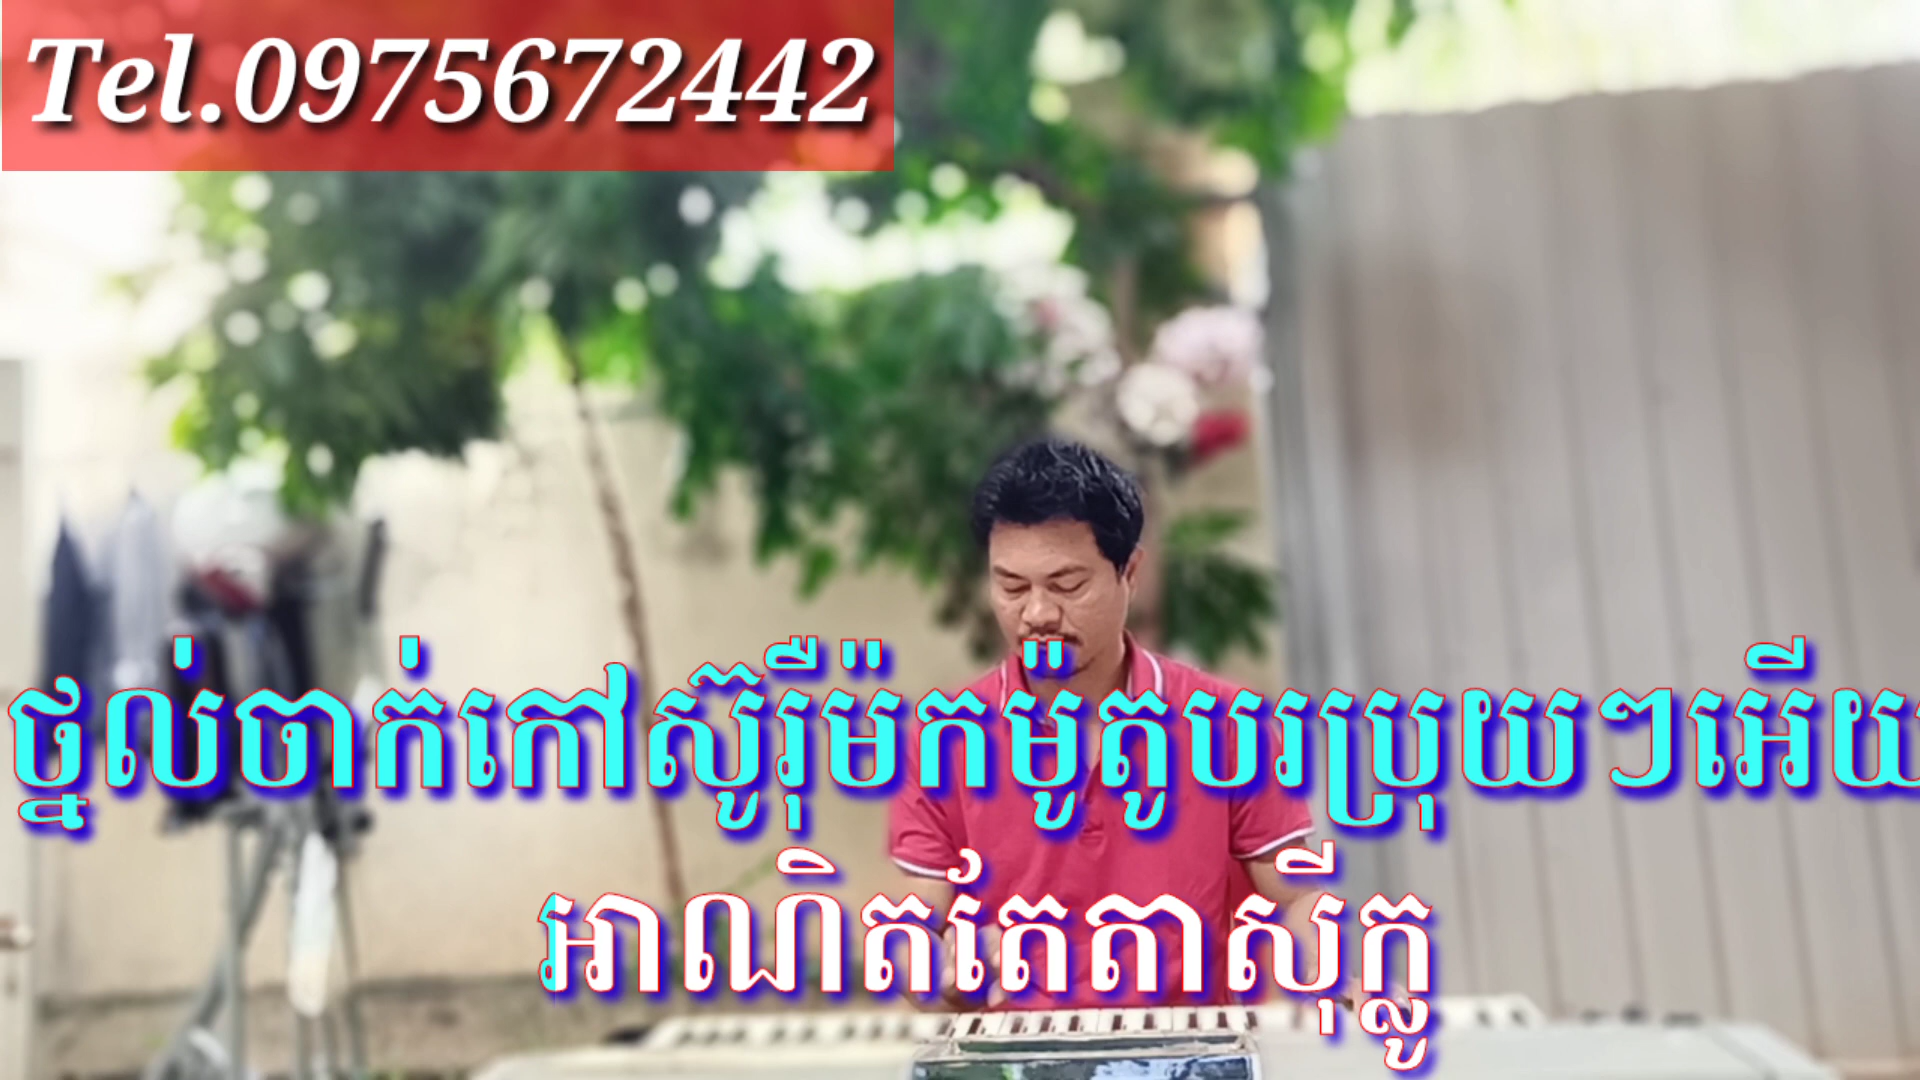 Tel.0975672442
ថ្នល់ចាក់កៅស៊ូរ៉ឺម៉កម៉ូតូបរប្រុយៗអើយ
អាណិតតែតាស៊ីក្លូ